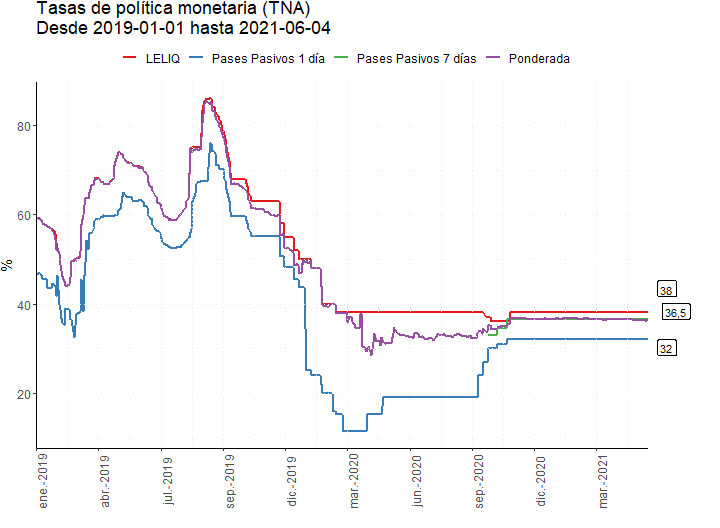 Tasas de política monetaria (TNA)
Desde 2019-01-01 hasta 2021-06-04
LELIQ Pases Pasivos 1 día Pases Pasivos 7 días Ponderada
%
80
60
40
20
38
36,5
32
ene.-2019 abr.-2019 jul.-2019 sep.-2019 dic.-2019 mar.-2020 jun.-2020 sep.-2020 dic.-2020 mar.-2021